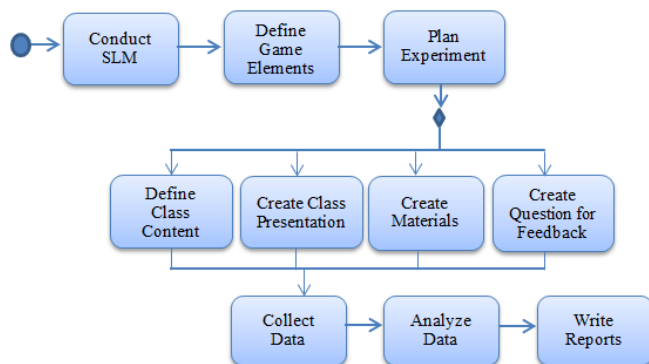 Conduct
SLM
Define
Game
Elements
Plan
Experiment
Define
Class
Content
Create Class
Presentation
Create
Materials
Create
Question for
Feedback
Collect
Data
Analyze
Data
Write
Reports